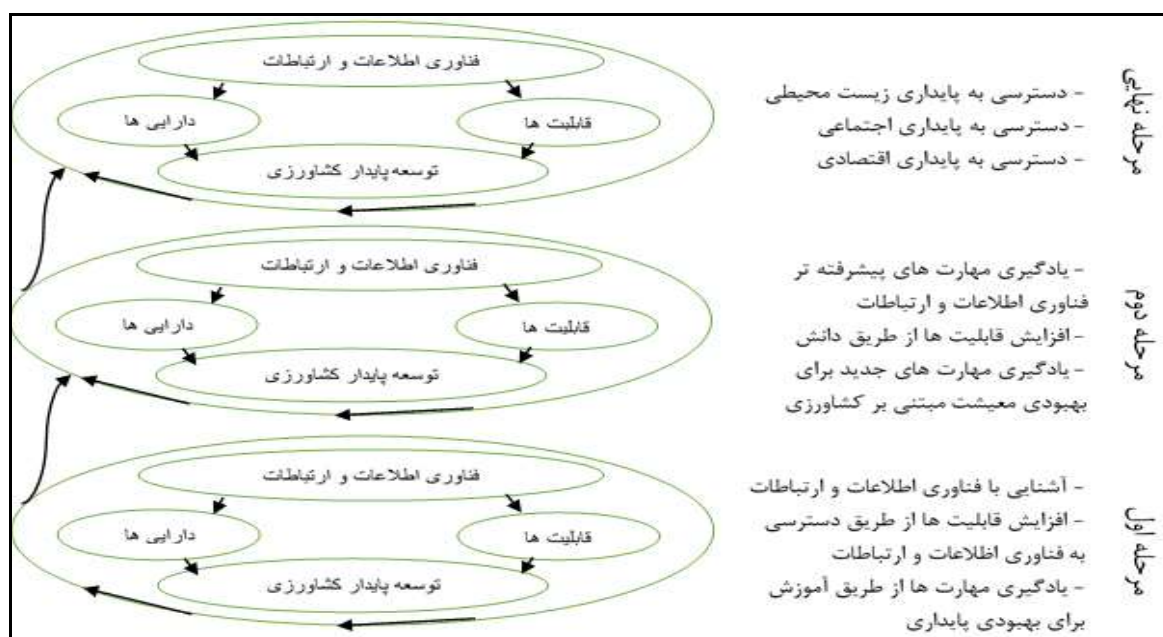 فناوری اطلاعات و ارتباطات
دارایی ها
قابلیت ها
توسعه پایدار کشاورزی
- دسترسی به پایداری زیست محیطی
- دسترسی به پایداری اجتماعی
- دسترسی به پایداری اقتصادی
مرحله نهایی
فناوری اطلاعات و ارتباطات
دارایی ها
قابلیت ها
توسعه پایدار کشاورزی
- یادگیری مهارت های پیشرفته تر
فناوری اطلاعات و ارتباطات
- افزایش قابلیت ها از طریق دانش
- یادگیری مهارت های جدید برای
بهبودی معیشت مبتنی بر کشاورزی
مرحله دوم
فناوری اطلاعات و ارتباطات
دارایی ها
قابلیت ها
توسعه پایدار کشاورزی
- آشنایی با فناوری اطلاعات و ارتباطات
- افزایش قابلیت ها از طریق دسترسی
به فناوری اظلاعات و ارتباطات
- یادگیری مهارت ها از طریق آموزش
برای بهبودی پایداری
مرحله اول